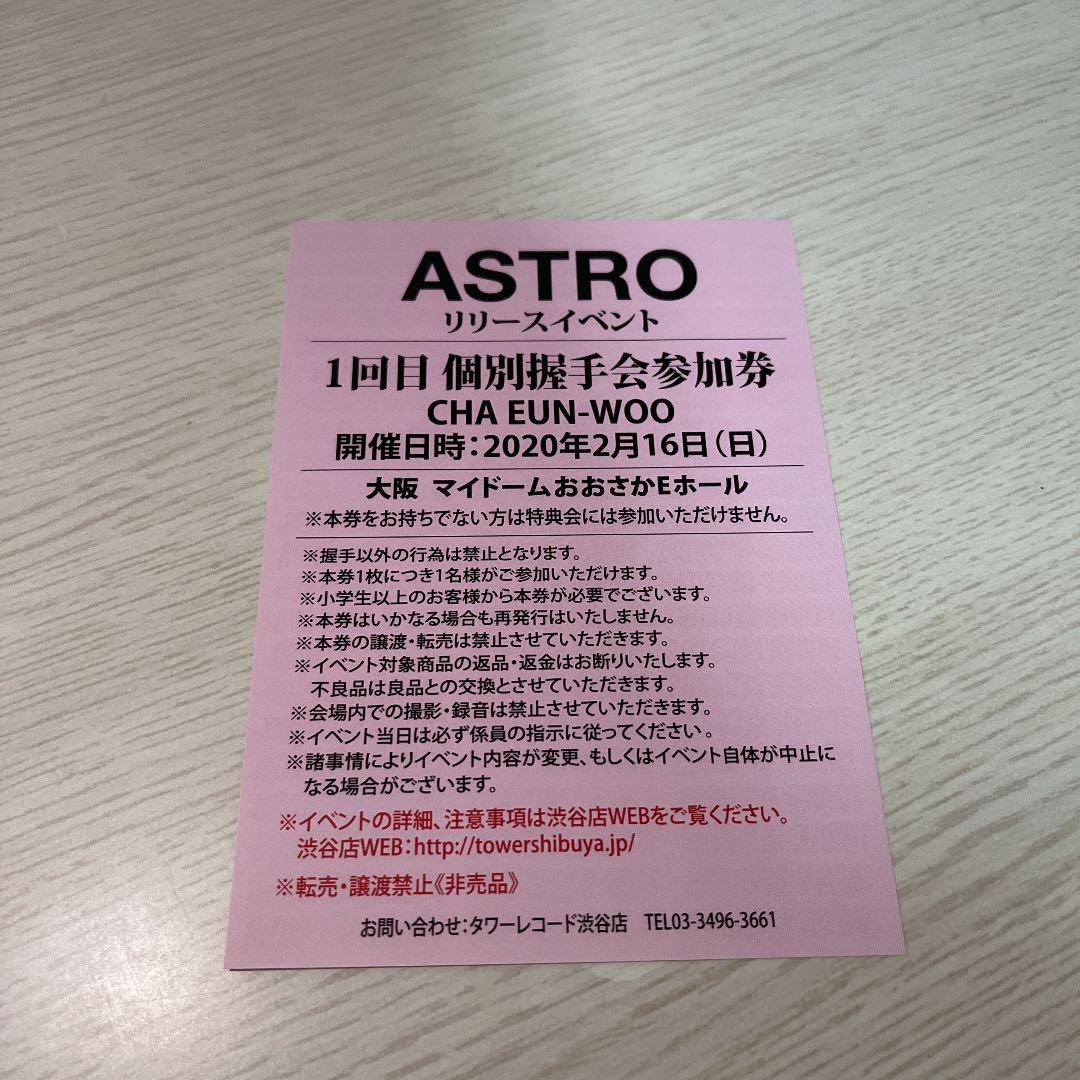 ASTRO
リリースイベント
1回目 個別握手会参加券
CHA EUN-WOO
開催日時：2020年2月16日（日）
大阪 マイドームおおさかEホール
※本券をお持ちでない方は特典会には参加いただけません。
※握手以外の行為は禁止となります。
※本券1枚につき1名様がご参加いただけます。
※小学生以上のお客様から本券が必要でございます。
※本券はいかなる場合も再発行はいたしません。
※本券の譲渡・転売は禁止させていただきます。
※イベント対象商品の返品・返金はお断りいたします。
不良品は良品との交換とさせていただきます。
※会場内での撮影・録音は禁止させていただきます。
※イベント当日は必ず係員の指示に従ってください。
※諸事情によりイベント内容が変更、もしくはイベント自体が中止に
なる場合がございます。
※イベントの詳細、注意事項は渋谷店WEBをご覧ください。
渋谷店WEB：http://towershibuya.jp/
※転売・譲渡禁止《非売品》
お問い合わせ：タワーレコード渋谷店 TEL03-3496-3661